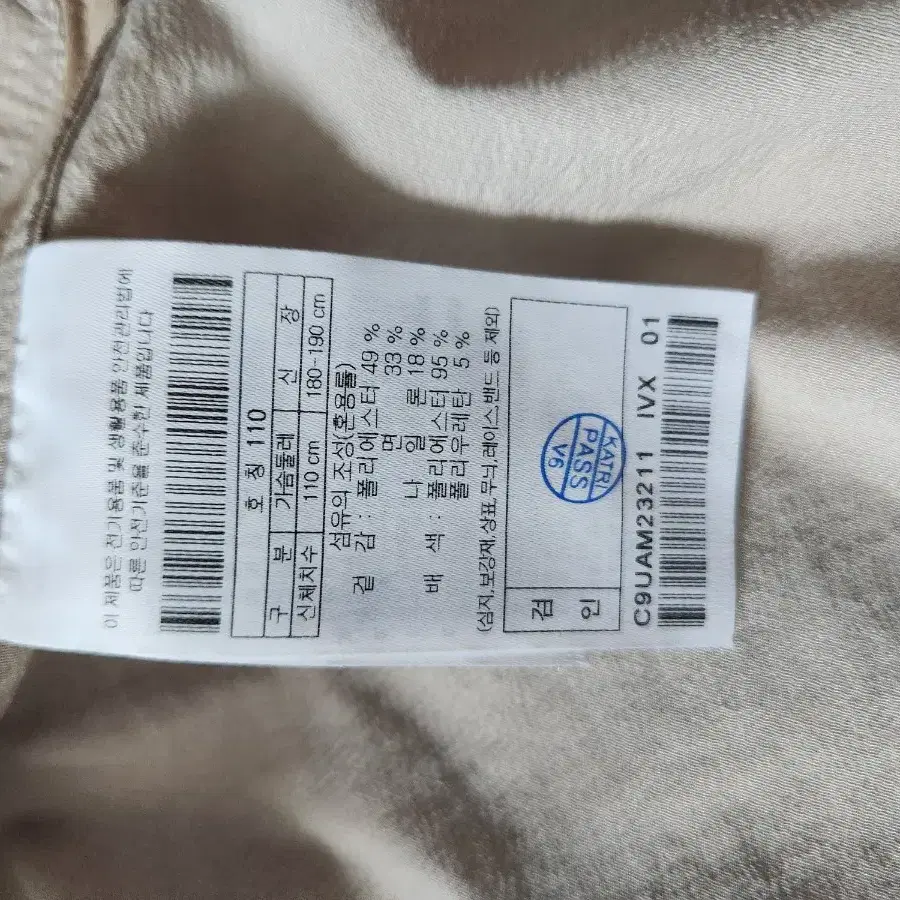 이 제품은 전기용품 및 생활용품 안전관리법에
따른 안전기준을 준수한 제품입니다
호 칭 110
구 분 가슴둘레 신 장
신체치수 110 cm 180-190 cm
섬유의 조성(혼용률)
겉 감 : 폴리에스터 49 %
면 33 %
나 일 론 18 %
배 색 : 폴리에스터 95 %
폴리우레탄 5 %
(심지,보강재,상표,무늬,레이스,밴드 등 제외)
검 인
KATRI
PASS
V6
C9UAM23211 IVX 01